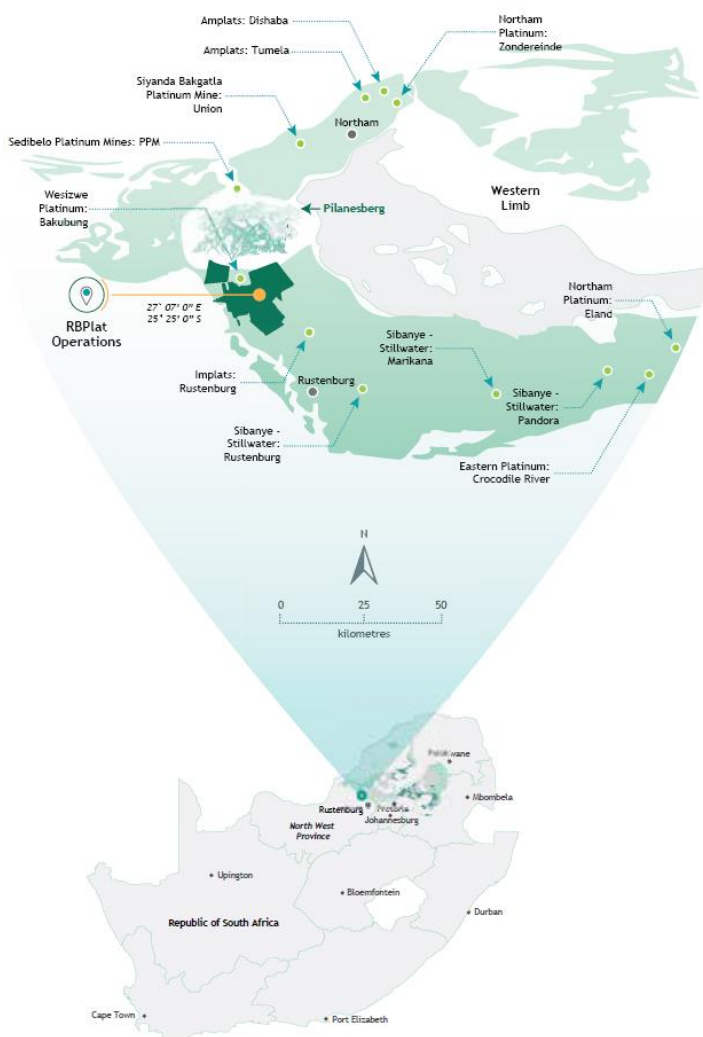 Amplats: Dishaba
Amplats: Tumela
Northam
Platinum:
Zondereinde
Siyanda Bakgatla
Platinum Mine:
Union
Northam
Sedibelo Platinum Mines: PPM
Wesizwe
Platinum:
Bakubung
Pilanesberg
Western
Limb
Northam
Platinum:
Eland
RBPlat
Operations
27° 07' 0" E
25° 25' 0" S
Implats:
Rustenburg
Rustenburg
Sibanye -
Stillwater:
Marikana
Sibanye -
Stillwater:
Pandora
Sibanye -
Stillwater:
Rustenburg
Eastern Platinum:
Crocodile River
N
0 25 50
kilometres
Mbombela
Rustenburg
Pretoria
Johannesburg
North West
Province
Upington
Bloemfontein
Durban
Republic of South Africa
Cape Town
Port Elizabeth